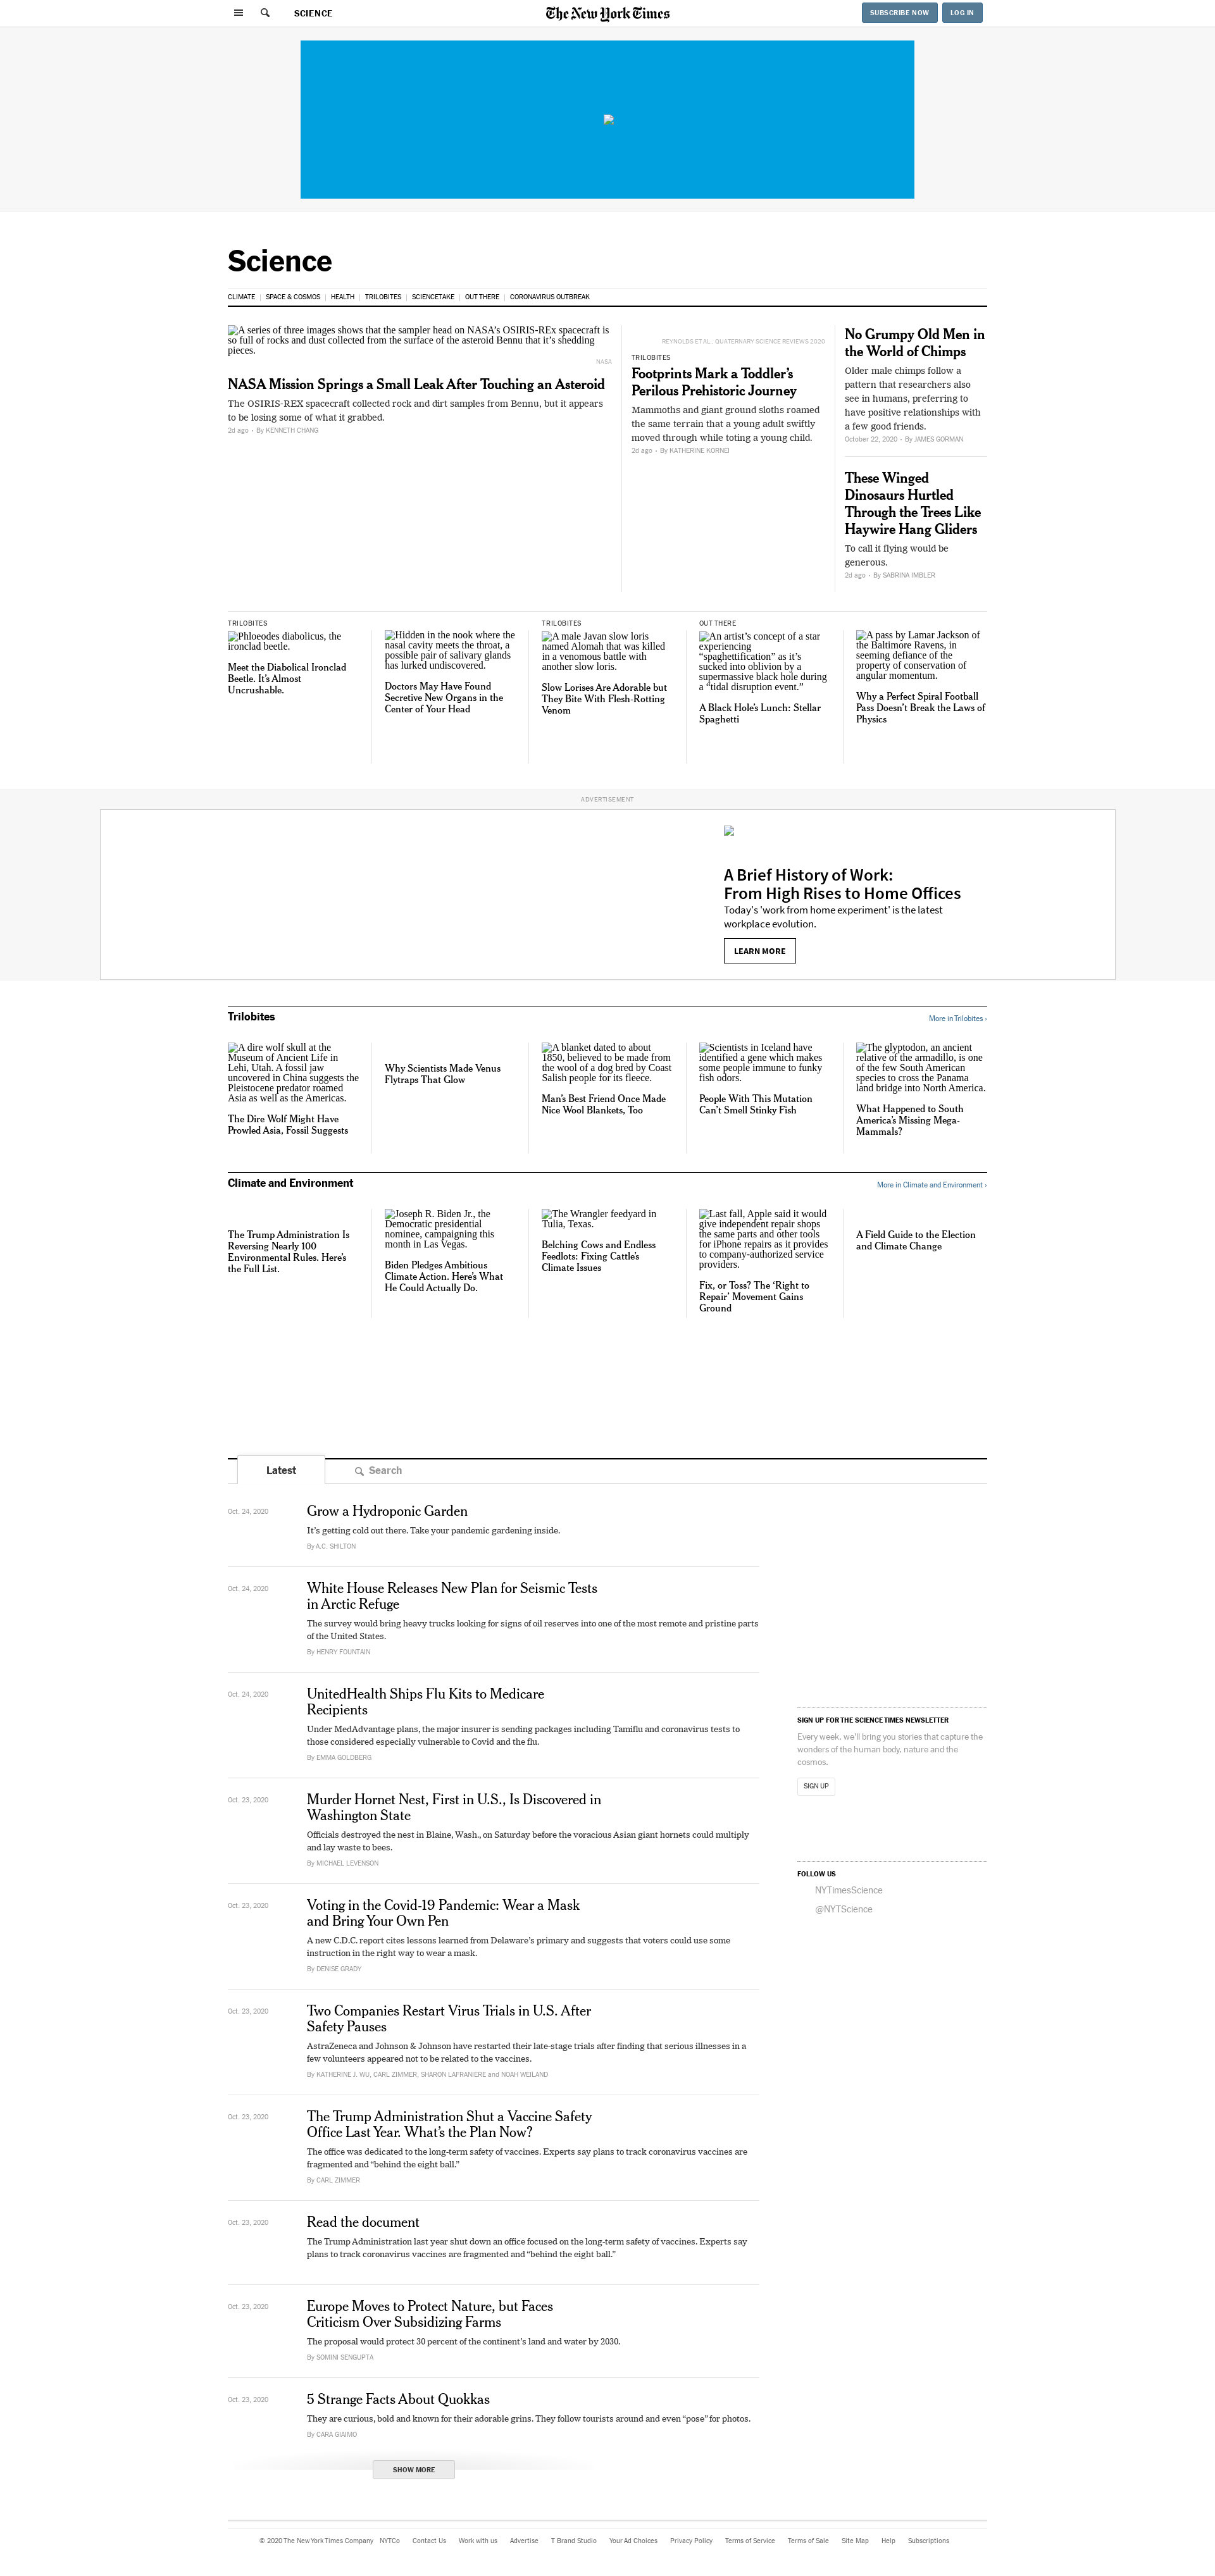 SCIENCE
The New York Times
SUBSCRIBE NOW
LOG IN
Science
CLIMATE
SPACE & COSMOS
HEALTH
TRILOBITES
SCIENCETAKE
OUT THERE
CORONAVIRUS OUTBREAK
A series of three images shows that the sampler head on NASA's OSIRIS-REx spacecraft is
so full of rocks and dust collected from the surface of the asteroid Bennu that it's shedding
pieces.
NASA
NASA Mission Springs a Small Leak After Touching an Asteroid
The OSIRIS-REX spacecraft collected rock and dirt samples from Bennu, but it appears
to be losing some of what it grabbed.
2d ago • By KENNETH CHANG
REYNOLDS ET AL., QUATERNARY SCIENCE REVIEWS 2020
TRILOBITES
Footprints Mark a Toddler's
Perilous Prehistoric Journey
Mammoths and giant ground sloths roamed
the same terrain that a young adult swiftly
moved through while toting a young child.
2d ago • By KATHERINE KORNEI
No Grumpy Old Men in
the World of Chimps
Older male chimps follow a
pattern that researchers also
see in humans, preferring to
have positive relationships with
a few good friends.
October 22, 2020 • By JAMES GORMAN
These Winged
Dinosaurs Hurtled
Through the Trees Like
Haywire Hang Gliders
To call it flying would be
generous.
2d ago • By SABRINA IMBLER
TRILOBITES
Phloeodes diabolicus, the
ironclad beetle.
Meet the Diabolical Ironclad
Beetle. It's Almost
Uncrushable.
Hidden in the nook where the
nasal cavity meets the throat, a
possible pair of salivary glands
has lurked undiscovered.
Doctors May Have Found
Secretive New Organs in the
Center of Your Head
TRILOBITES
A male Javan slow loris
named Alomah that was killed
in a venomous battle with
another slow loris.
Slow Lorises Are Adorable but
They Bite With Flesh-Rotting
Venom
OUT THERE
An artist's concept of a star
experiencing
“spaghettification” as it's
sucked into oblivion by a
supermassive black hole during
a “tidal disruption event.”
A Black Hole's Lunch: Stellar
Spaghetti
A pass by Lamar Jackson of
the Baltimore Ravens, in
seeming defiance of the
property of conservation of
angular momentum.
Why a Perfect Spiral Football
Pass Doesn't Break the Laws of
Physics
ADVERTISEMENT
A Brief History of Work:
From High Rises to Home Offices
Today's 'work from home experiment' is the latest
workplace evolution.
LEARN MORE
Trilobites
More in Trilobites ›
A dire wolf skull at the
Museum of Ancient Life in
Lehi, Utah. A fossil jaw
uncovered in China suggests the
Pleistocene predator roamed
Asia as well as the Americas.
The Dire Wolf Might Have
Prowled Asia, Fossil Suggests
Why Scientists Made Venus
Flytraps That Glow
A blanket dated to about
1850, believed to be made from
the wool of a dog bred by Coast
Salish people for its fleece.
Man's Best Friend Once Made
Nice Wool Blankets, Too
Scientists in Iceland have
identified a gene which makes
some people immune to funky
fish odors.
People With This Mutation
Can't Smell Stinky Fish
The glyptodon, an ancient
relative of the armadillo, is one
of the few South American
species to cross the Panama
land bridge into North America.
What Happened to South
America's Missing Mega-
Mammals?
Climate and Environment
More in Climate and Environment ›
The Trump Administration Is
Reversing Nearly 100
Environmental Rules. Here's
the Full List.
Joseph R. Biden Jr., the
Democratic presidential
nominee, campaigning this
month in Las Vegas.
Biden Pledges Ambitious
Climate Action. Here's What
He Could Actually Do.
The Wrangler feedyard in
Tulia, Texas.
Belching Cows and Endless
Feedlots: Fixing Cattle's
Climate Issues
Last fall, Apple said it would
give independent repair shops
the same parts and other tools
for iPhone repairs as it provides
to company-authorized service
providers.
Fix, or Toss? The ‘Right to
Repair’ Movement Gains
Ground
A Field Guide to the Election
and Climate Change
Latest
Search
Oct. 24, 2020
Grow a Hydroponic Garden
It's getting cold out there. Take your pandemic gardening inside.
By A.C. SHILTON
Oct. 24, 2020
White House Releases New Plan for Seismic Tests
in Arctic Refuge
The survey would bring heavy trucks looking for signs of oil reserves into one of the most remote and pristine parts
of the United States.
By HENRY FOUNTAIN
Oct. 24, 2020
UnitedHealth Ships Flu Kits to Medicare
Recipients
Under MedAdvantage plans, the major insurer is sending packages including Tamiflu and coronavirus tests to
those considered especially vulnerable to Covid and the flu.
By EMMA GOLDBERG
Oct. 23, 2020
Murder Hornet Nest, First in U.S., Is Discovered in
Washington State
Officials destroyed the nest in Blaine, Wash., on Saturday before the voracious Asian giant hornets could multiply
and lay waste to bees.
By MICHAEL LEVENSON
Oct. 23, 2020
Voting in the Covid-19 Pandemic: Wear a Mask
and Bring Your Own Pen
A new C.D.C. report cites lessons learned from Delaware's primary and suggests that voters could use some
instruction in the right way to wear a mask.
By DENISE GRADY
Oct. 23, 2020
Two Companies Restart Virus Trials in U.S. After
Safety Pauses
AstraZeneca and Johnson & Johnson have restarted their late-stage trials after finding that serious illnesses in a
few volunteers appeared not to be related to the vaccines.
By KATHERINE J. WU, CARL ZIMMER, SHARON LAFRANIERE and NOAH WEILAND
Oct. 23, 2020
The Trump Administration Shut a Vaccine Safety
Office Last Year. What's the Plan Now?
The office was dedicated to the long-term safety of vaccines. Experts say plans to track coronavirus vaccines are
fragmented and “behind the eight ball.”
By CARL ZIMMER
Oct. 23, 2020
Read the document
The Trump Administration last year shut down an office focused on the long-term safety of vaccines. Experts say
plans to track coronavirus vaccines are fragmented and “behind the eight ball.”
Oct. 23, 2020
Europe Moves to Protect Nature, but Faces
Criticism Over Subsidizing Farms
The proposal would protect 30 percent of the continent's land and water by 2030.
By SOMINI SENGUPTA
Oct. 23, 2020
5 Strange Facts About Quokkas
They are curious, bold and known for their adorable grins. They follow tourists around and even “pose” for photos.
By CARA GIAIMO
SHOW MORE
SIGN UP FOR THE SCIENCE TIMES NEWSLETTER
Every week, we'll bring you stories that capture the
wonders of the human body, nature and the
cosmos.
SIGN UP
FOLLOW US
NYTimesScience
@NYTScience
© 2020 The New York Times Company
NYTCo
Contact Us
Work with us
Advertise
T Brand Studio
Your Ad Choices
Privacy Policy
Terms of Service
Terms of Sale
Site Map
Help
Subscriptions